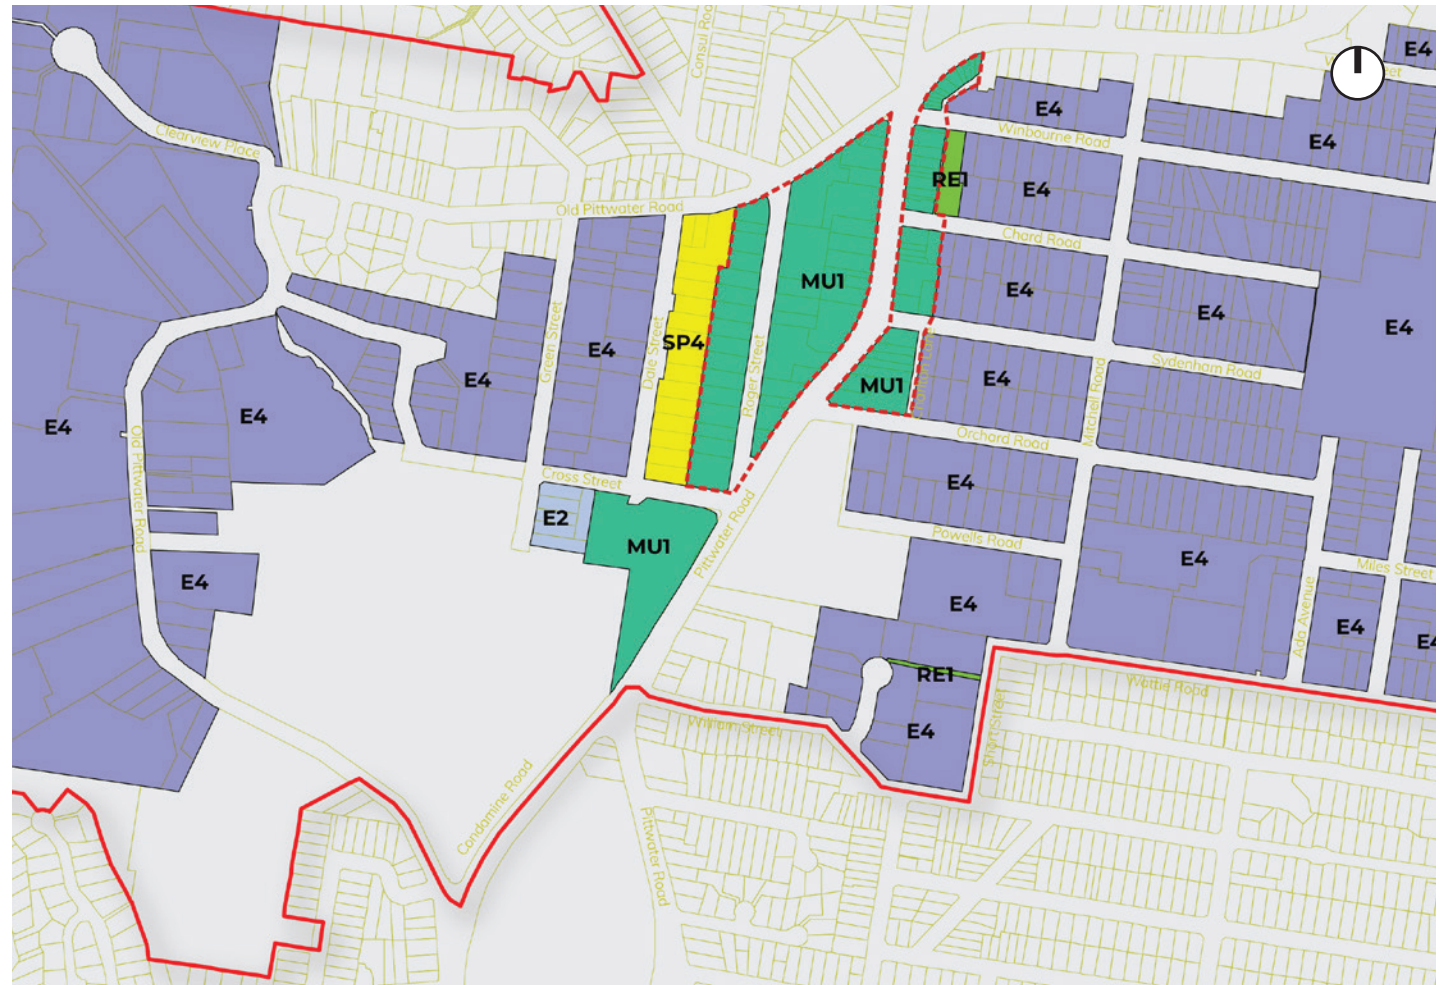 Consul Road
E4
Street
E4
Winbourne Road
E4
Clearview Place
RE1
E4
Old Pittwater Road
Chard Road
MU1
E4
E4
E4
SP4
E4
Green Street
Dale Street
Roger Street
E4
MU1
E4
Sydenham Road
E4
E4
Mitchell Road
E4
Orchard Road
Old Pittwater Road
Cross Street
E4
E2
MU1
Pittwater Road
Powells Road
E4
Miles Street
E4
E4
Ada Avenue
E4
E4
RE1
Wattle Road
William Street
E4
Short Street
Condamine Road
Pittwater Road